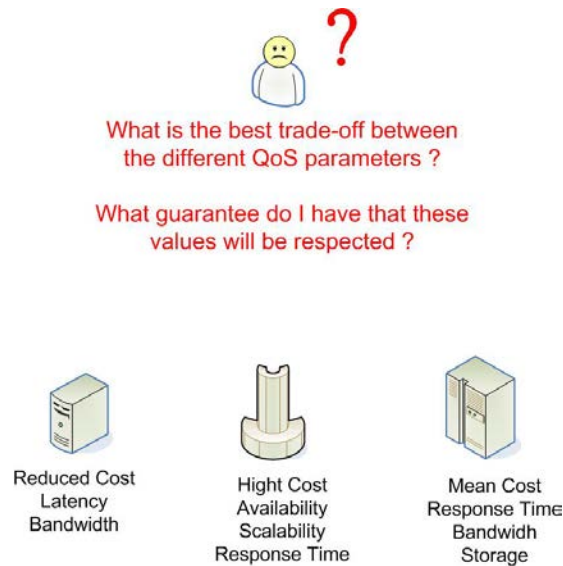 ?
What is the best trade-off between
the different QoS parameters ?
What guarantee do I have that these
values will be respected ?
Reduced Cost
Latency
Bandwidth
Hight Cost
Availability
Scalability
Response Time
Mean Cost
Response Time
Bandwidh
Storage